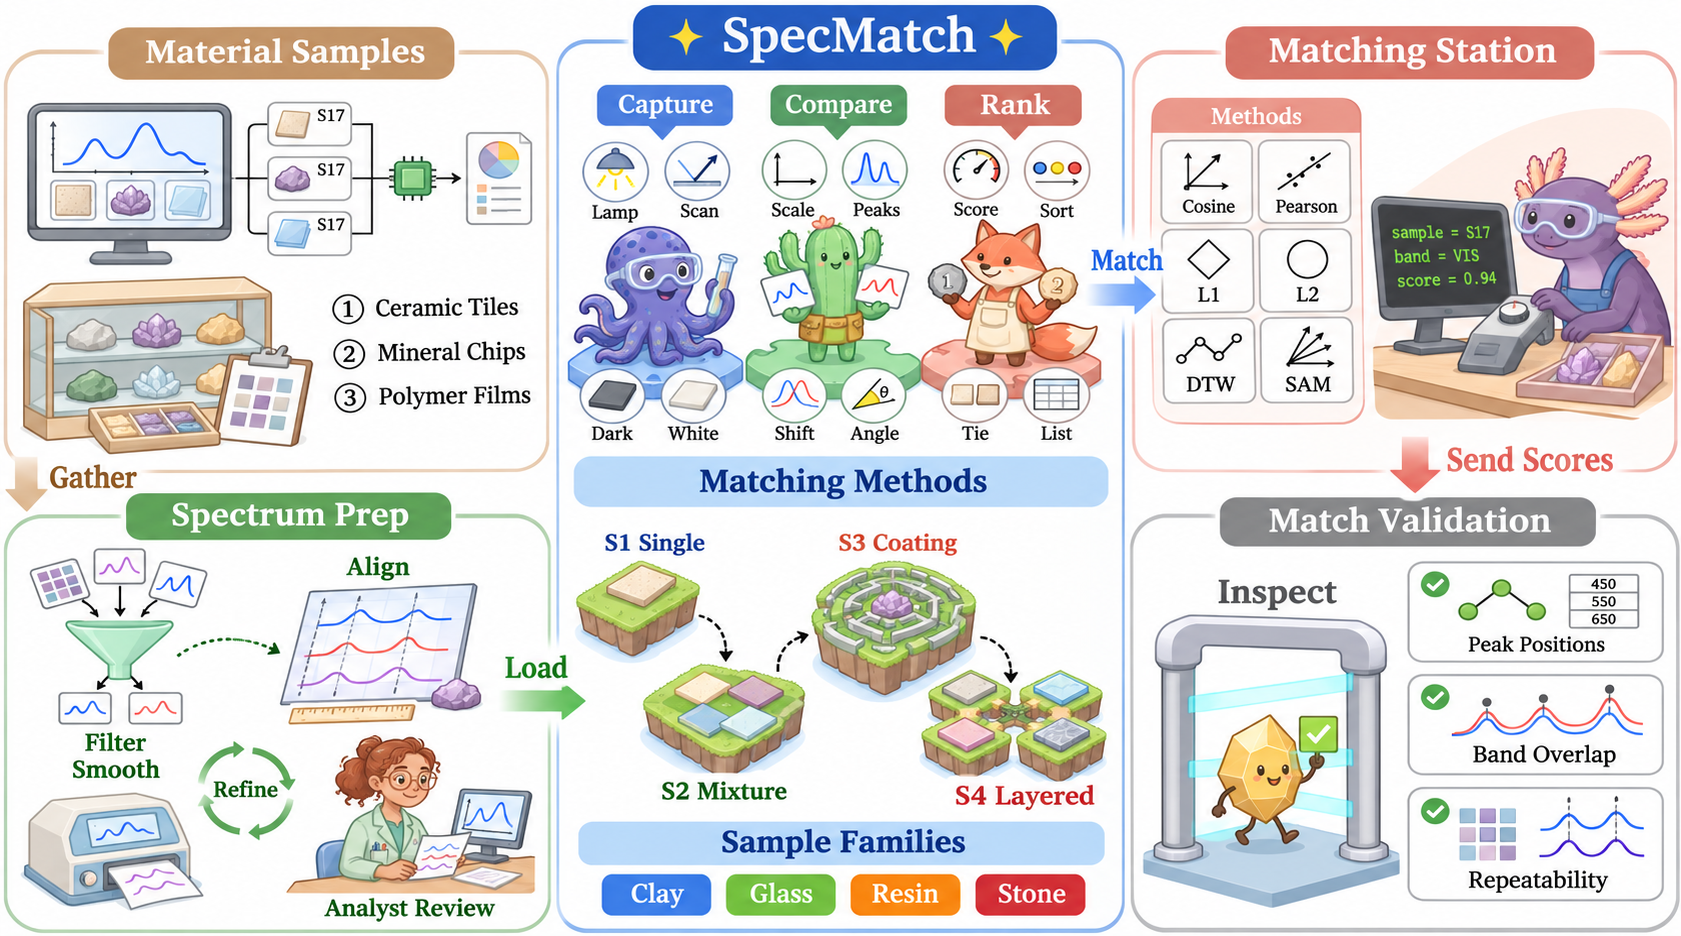 Material Samples
S17
S17
S17
1 Ceramic Tiles
2 Mineral Chips
3 Polymer Films
Gather
Spectrum Prep
Align
Filter
Smooth
Refine
Analyst Review
Load
SpecMatch
Capture
Compare
Rank
Lamp
Scan
Scale
Peaks
Score
Sort
1
2
θ
Dark
White
Shift
Angle
Tie
List
Matching Methods
S1 Single
S3 Coating
S2 Mixture
S4 Layered
Sample Families
Clay
Glass
Resin
Stone
Match
Matching Station
Methods
Cosine
Pearson
L1
L2
DTW
SAM
sample = S17
band = VIS
score = 0.94
Send Scores
Match Validation
Inspect
450
550
650
Peak Positions
Band Overlap
Repeatability